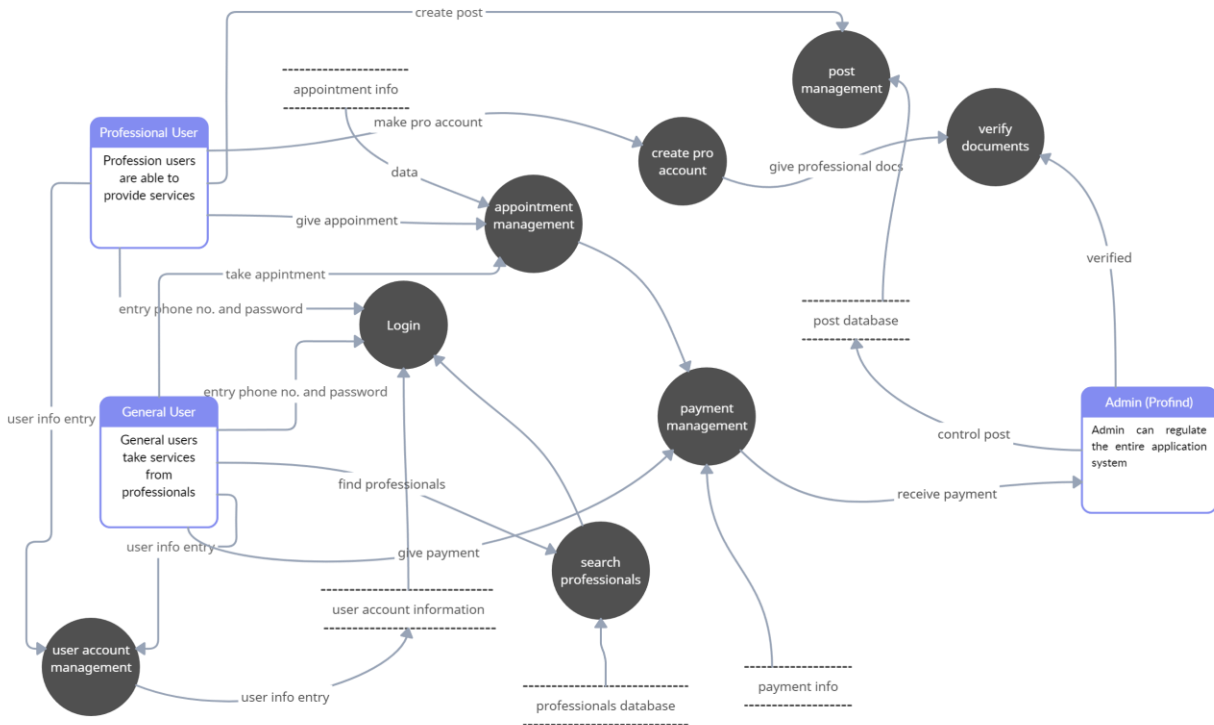 create post
post
management
appointment info
make pro account
verify
documents
Professional User
Profession users
are able to
provide services
create pro
account
give professional docs
data
appointment
management
give appoinment
take appintment
verified
entry phone no. and password
Login
post database
entry phone no. and password
General User
General users
take services
from
professionals
user info entry
payment
management
Admin (Profind)
Admin can regulate
the entire application
system
control post
find professionals
receive payment
user info entry
give payment
search
professionals
user account information
user account
management
user info entry
professionals database
payment info